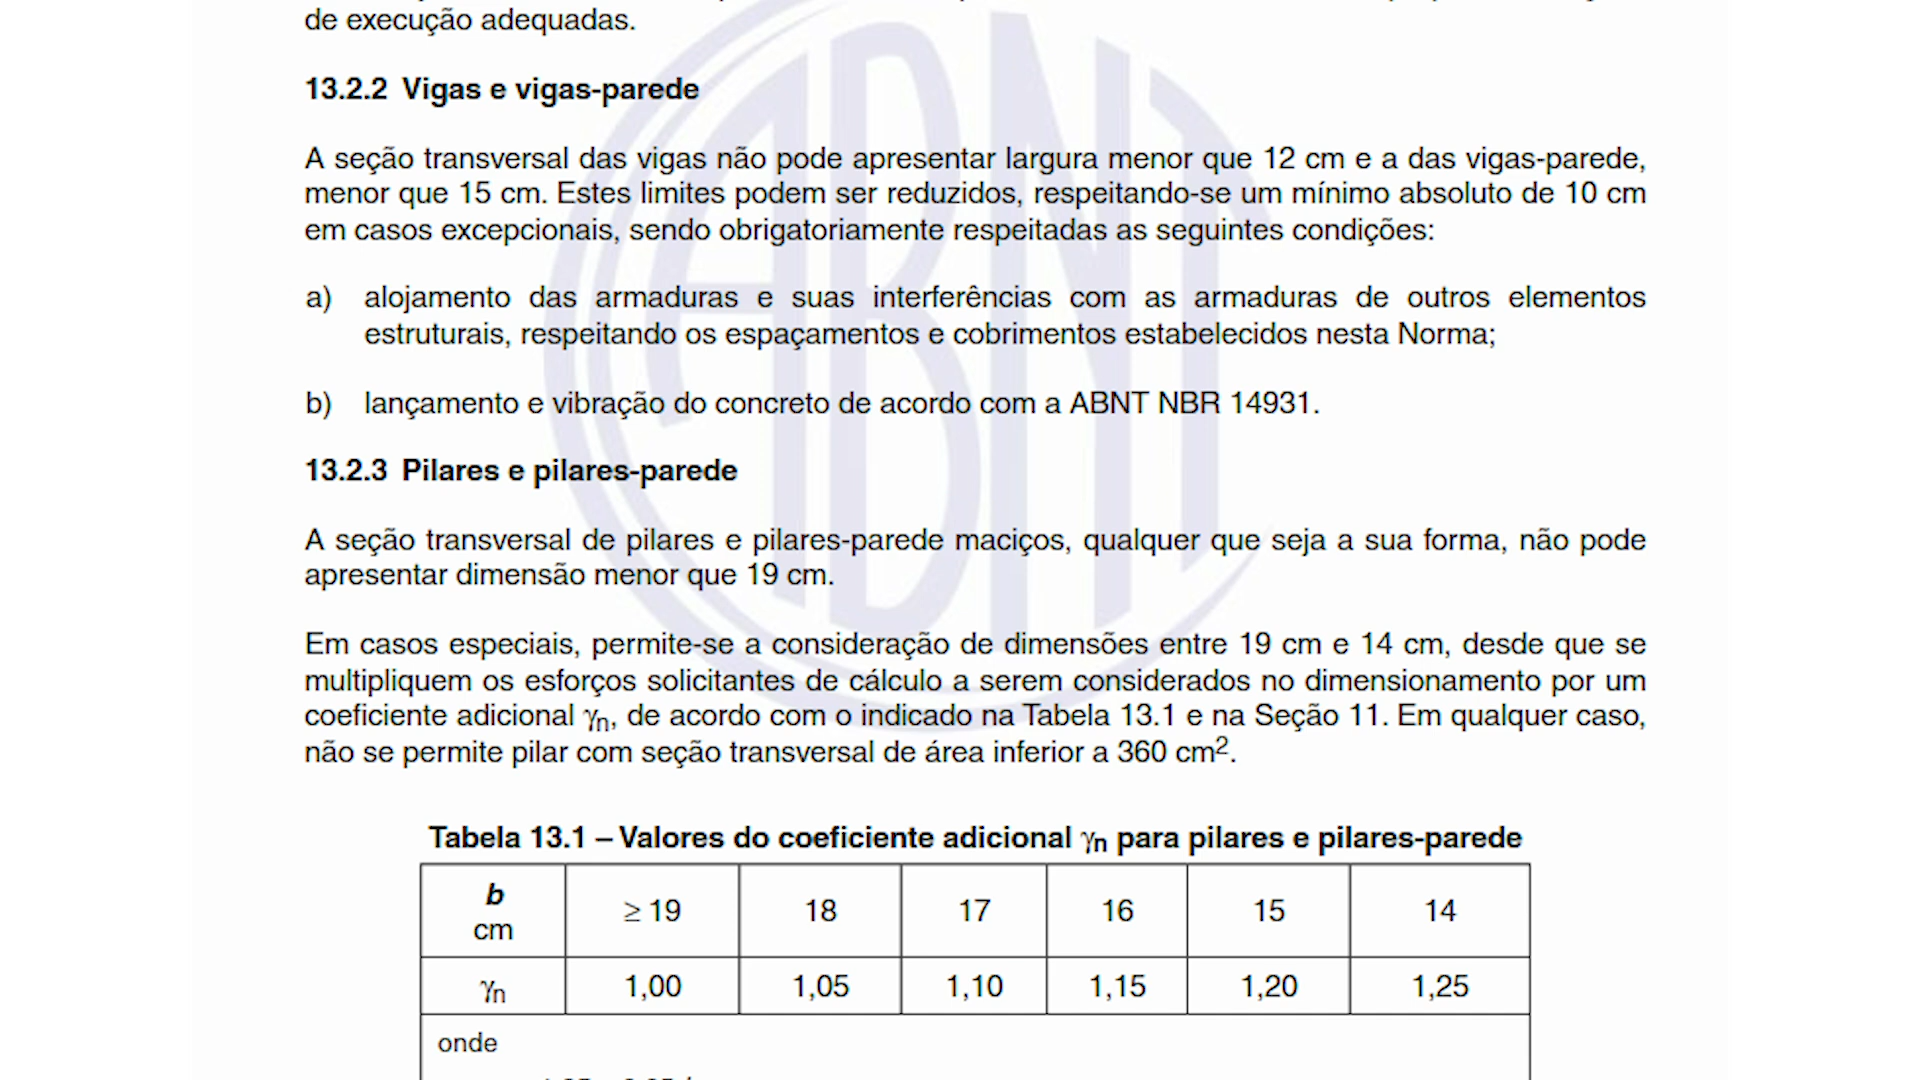 de execução adequadas.
13.2.2 Vigas e vigas-parede
A seção transversal das vigas não pode apresentar largura menor que 12 cm e a das vigas-parede,
menor que 15 cm. Estes limites podem ser reduzidos, respeitando-se um mínimo absoluto de 10 cm
em casos excepcionais, sendo obrigatoriamente respeitadas as seguintes condições:
a) alojamento das armaduras e suas interferências com as armaduras de outros elementos
estruturais, respeitando os espaçamentos e cobrimentos estabelecidos nesta Norma;
b) lançamento e vibração do concreto de acordo com a ABNT NBR 14931.
13.2.3 Pilares e pilares-parede
A seção transversal de pilares e pilares-parede maciços, qualquer que seja a sua forma, não pode
apresentar dimensão menor que 19 cm.
Em casos especiais, permite-se a consideração de dimensões entre 19 cm e 14 cm, desde que se
multipliquem os esforços solicitantes de cálculo a serem considerados no dimensionamento por um
coeficiente adicional γn, de acordo com o indicado na Tabela 13.1 e na Seção 11. Em qualquer caso,
não se permite pilar com seção transversal de área inferior a 360 cm².
Tabela 13.1 – Valores do coeficiente adicional γn para pilares e pilares-parede
b cm ≥ 19 18 17 16 15 14
γn 1,00 1,05 1,10 1,15 1,20 1,25
onde
ABNT